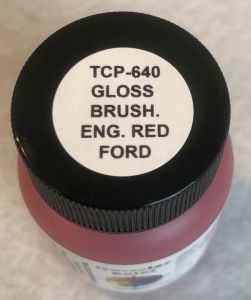 TCP-640
GLOSS
BRUSH.
ENG. RED
FORD